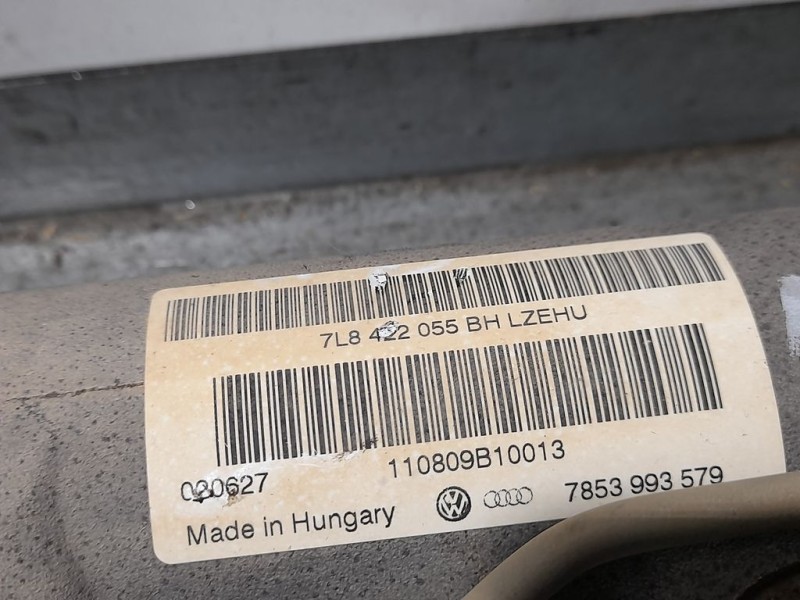 7L8 422 055 BH LZEHU
110809B10013
030627
7853 993 579
Made in Hungary